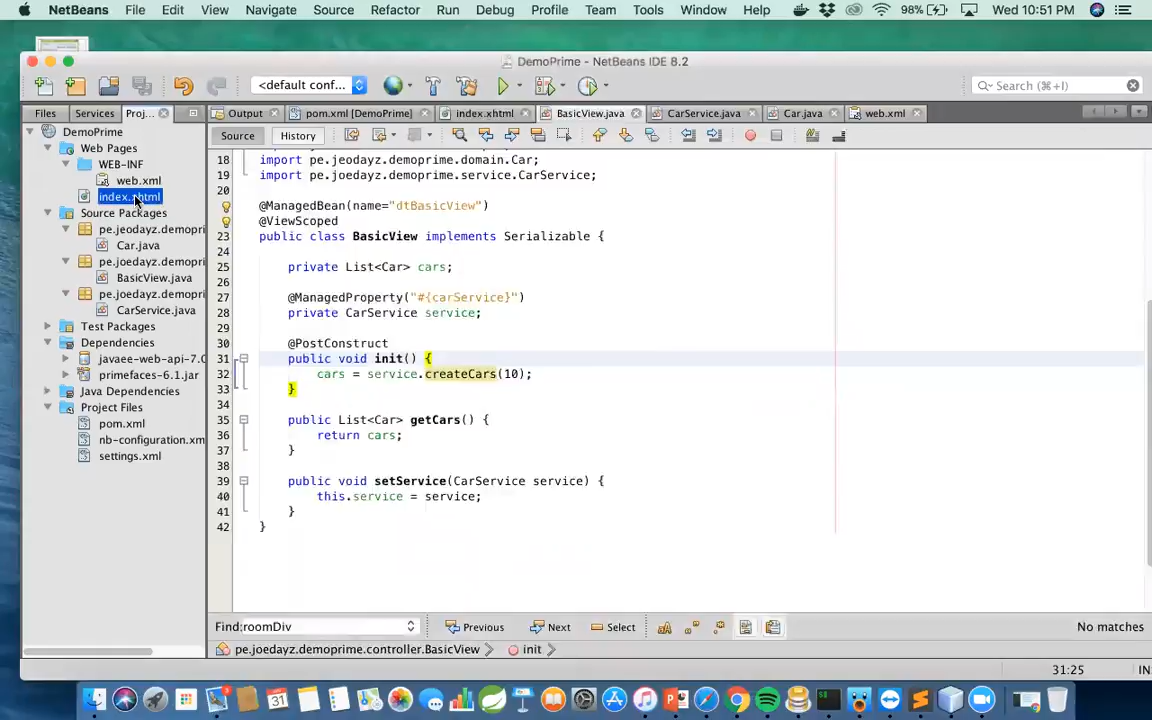 NetBeans File Edit View Navigate Source Refactor Run Debug Profile Team Tools Window Help 98% Wed 10:51 PM
DemoPrime - NetBeans IDE 8.2
<default conf... Search (⌘+I)
Files Services Proj... Output pom.xml [DemoPrime] index.xhtml BasicView.java CarService.java Car.java web.xml
Source History
DemoPrime
Web Pages
WEB-INF
web.xml
index.xhtml
Source Packages
pe.jeodayz.demopri
Car.java
pe.joedayz.demopri
BasicView.java
pe.joedayz.demopri
CarService.java
Test Packages
Dependencies
javaee-web-api-7.0
primefaces-6.1.jar
Java Dependencies
Project Files
pom.xml
nb-configuration.xm
settings.xml
18 import pe.jeodayz.demoprime.domain.Car;
19 import pe.jeodayz.demoprime.service.CarService;
20
@ManagedBean(name="dtBasicView")
@ViewScoped
23 public class BasicView implements Serializable {
24
25 private List<Car> cars;
26
27 @ManagedProperty("#{carService}")
28 private CarService service;
29
30 @PostConstruct
31 public void init() {
32 cars = service.createCars(10);
33 }
34
35 public List<Car> getCars() {
36 return cars;
37 }
38
39 public void setService(CarService service) {
40 this.service = service;
41 }
42 }
Find: roomDiv Previous Next Select No matches
pe.joedayz.demoprime.controller.BasicView init
31:25 IN